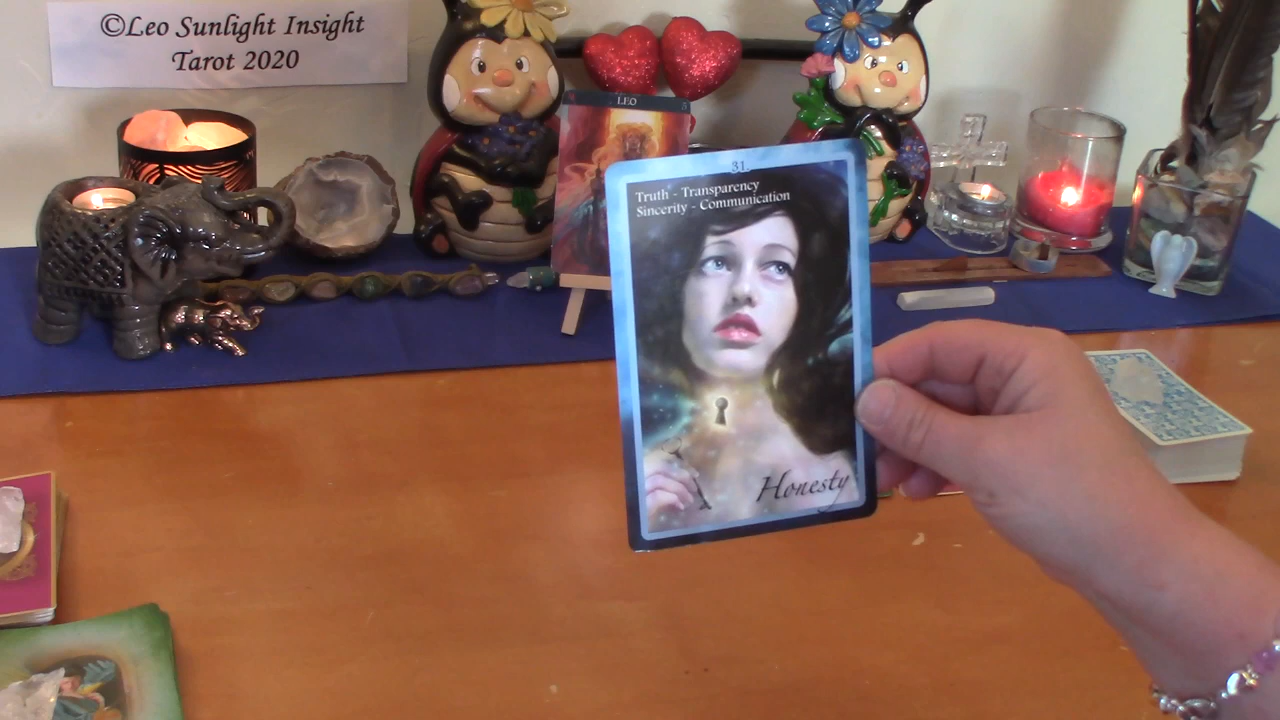 ©Leo Sunlight Insight
Tarot 2020
LEO
31.
Truth - Transparency
Sincerity - Communication
Honesty